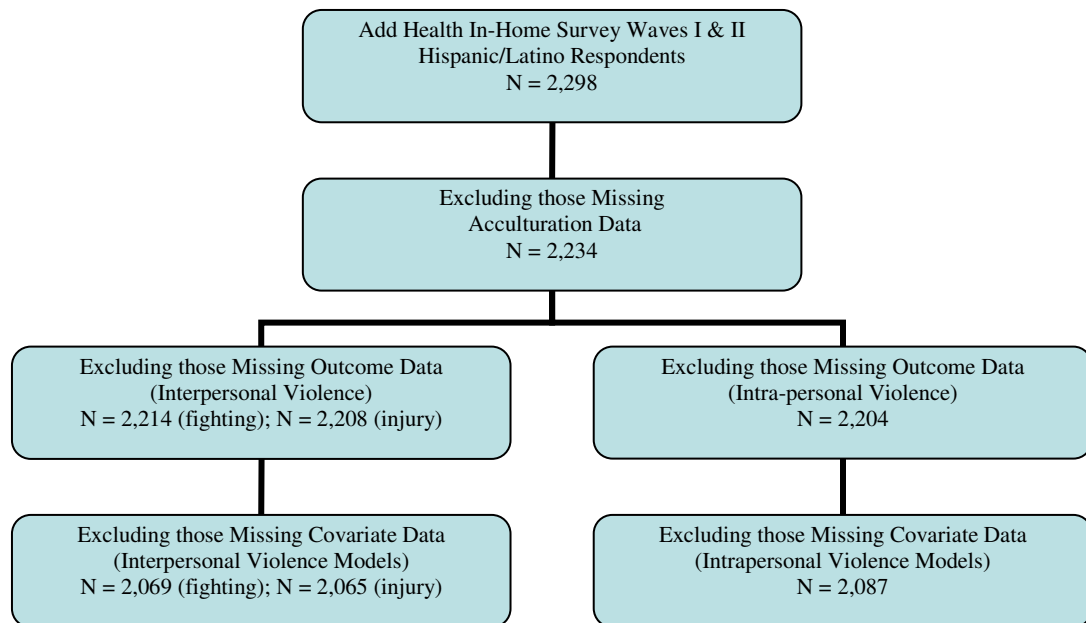 Add Health In-Home Survey Waves I & II
Hispanic/Latino Respondents
N = 2,298
Excluding those Missing
Acculturation Data
N = 2,234
Excluding those Missing Outcome Data
(Interpersonal Violence)
N = 2,214 (fighting); N = 2,208 (injury)
Excluding those Missing Outcome Data
(Intra-personal Violence)
N = 2,204
Excluding those Missing Covariate Data
(Interpersonal Violence Models)
N = 2,069 (fighting); N = 2,065 (injury)
Excluding those Missing Covariate Data
(Intrapersonal Violence Models)
N = 2,087